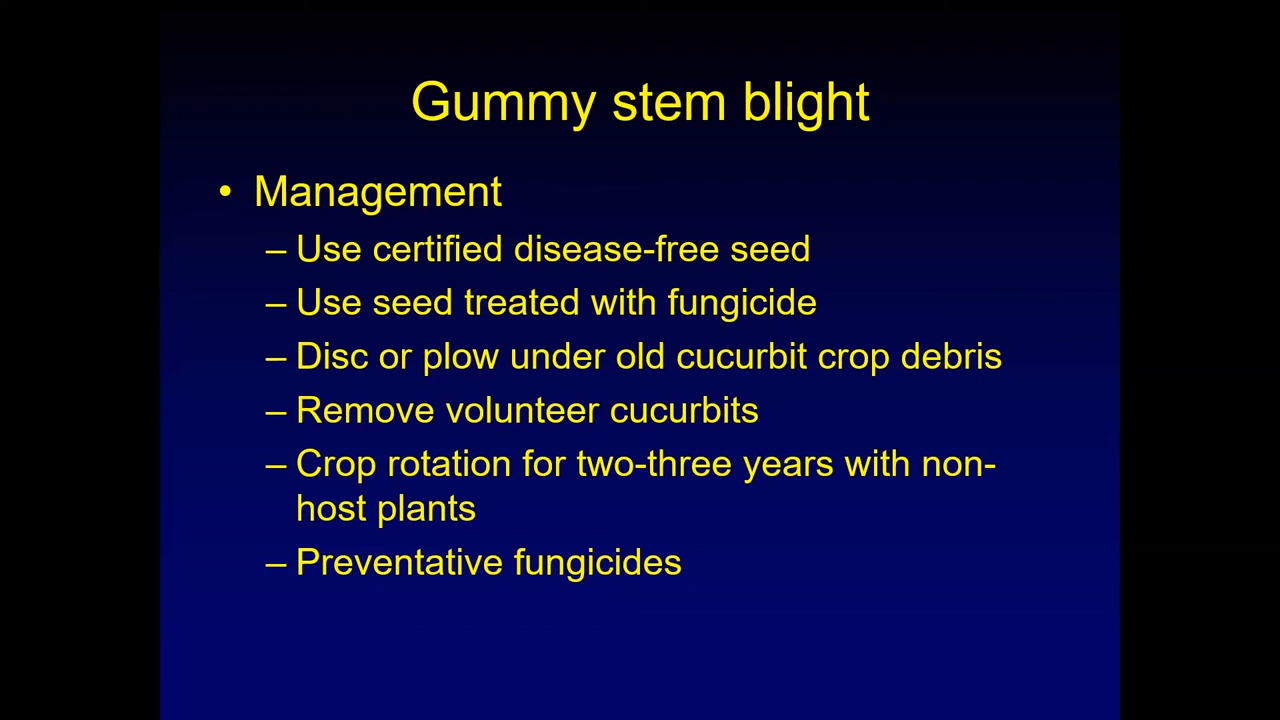 Gummy stem blight
• Management
– Use certified disease-free seed
– Use seed treated with fungicide
– Disc or plow under old cucurbit crop debris
– Remove volunteer cucurbits
– Crop rotation for two-three years with non-
host plants
– Preventative fungicides